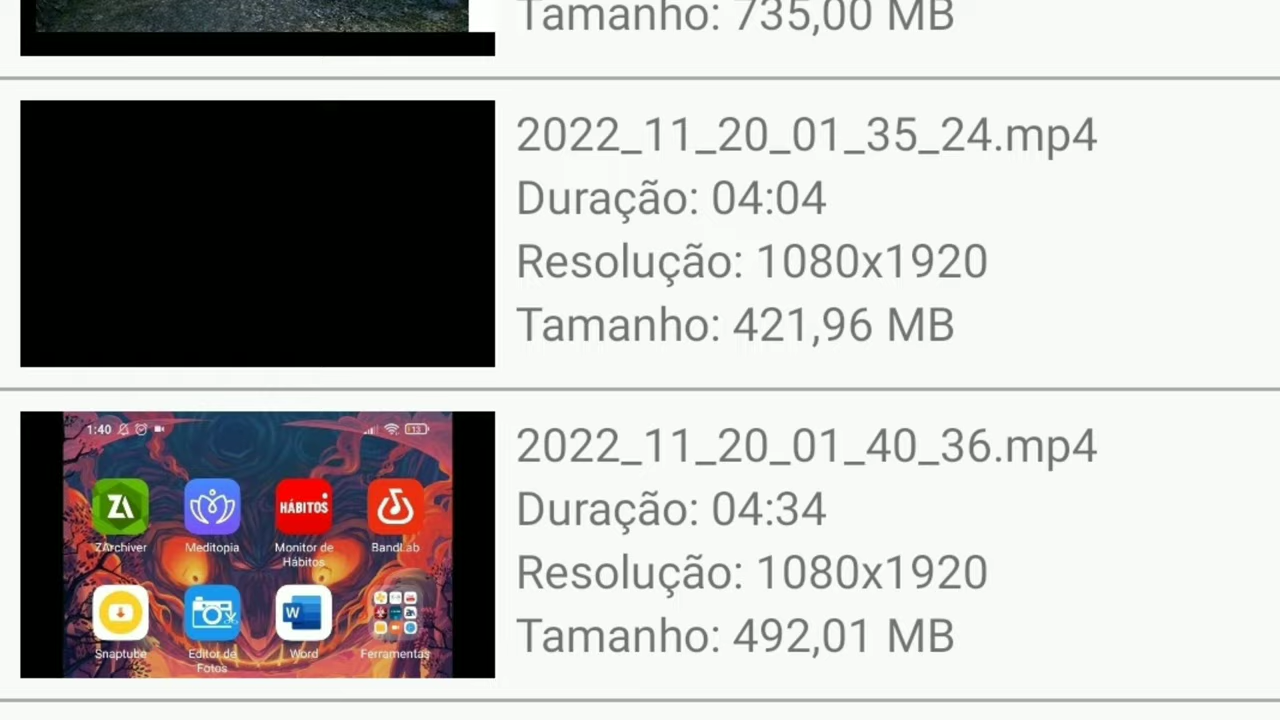 Tamanho: 735,00 MB
2022_11_20_01_35_24.mp4
Duração: 04:04
Resolução: 1080x1920
Tamanho: 421,96 MB
1:40
13
2022_11_20_01_40_36.mp4
Duração: 04:34
Resolução: 1080x1920
Tamanho: 492,01 MB
ZA
HÁBITOS
ZArchiver
Meditopia
Monitor de
Hábitos
BandLab
W
Snaptube
Editor de
Fotos
Word
Ferramentas